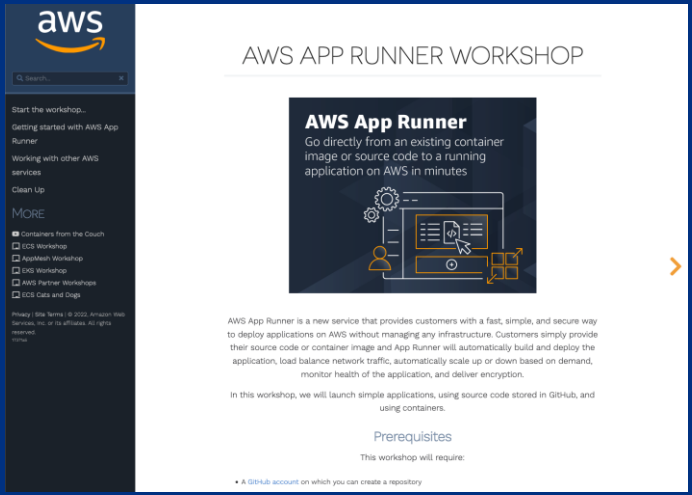 aws
Search...
Start the workshop...
Getting started with AWS App
Runner
Working with other AWS
services
Clean Up
MORE
Containers from the Couch
ECS Workshop
AppMesh Workshop
EKS Workshop
AWS Partner Workshops
ECS Cats and Dogs
Privacy | Site Terms | © 2022, Amazon Web
Services, Inc. or its affiliates. All rights
reserved.
AWS APP RUNNER WORKSHOP
AWS App Runner
Go directly from an existing container
image or source code to a running
application on AWS in minutes
AWS App Runner is a new service that provides customers with a fast, simple, and secure way
to deploy applications on AWS without managing any infrastructure. Customers simply provide
their source code or container image and App Runner will automatically build and deploy the
application, load balance network traffic, automatically scale up or down based on demand,
monitor health of the application, and deliver encryption.
In this workshop, we will launch simple applications, using source code stored in GitHub, and
using containers.
Prerequisites
This workshop will require:
• A GitHub account on which you can create a repository